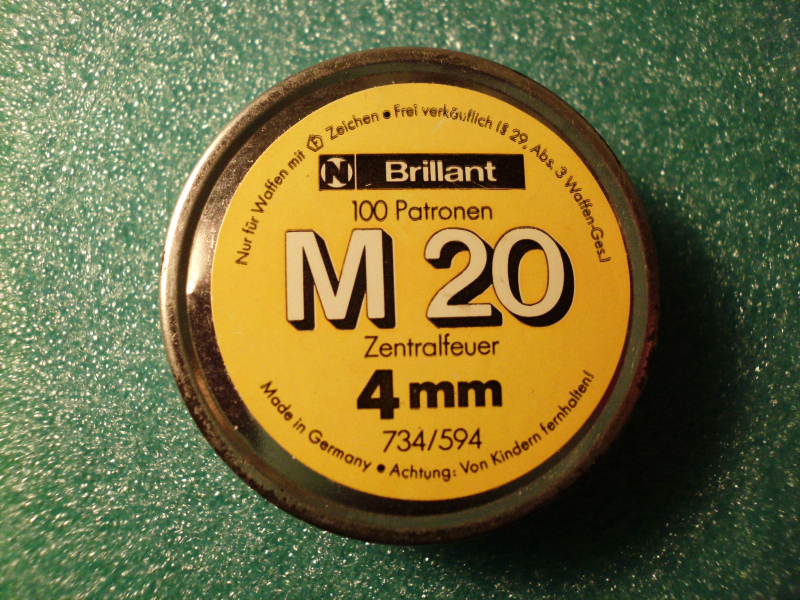 Nur für Waffen mit F Zeichen • Frei verkäuflich (§ 29, Abs. 3 Waffen-Ges.)
N Brillant
100 Patronen
M 20
Zentralfeuer
4 mm
734/594
Made in Germany • Achtung: Von Kindern fernhalten!